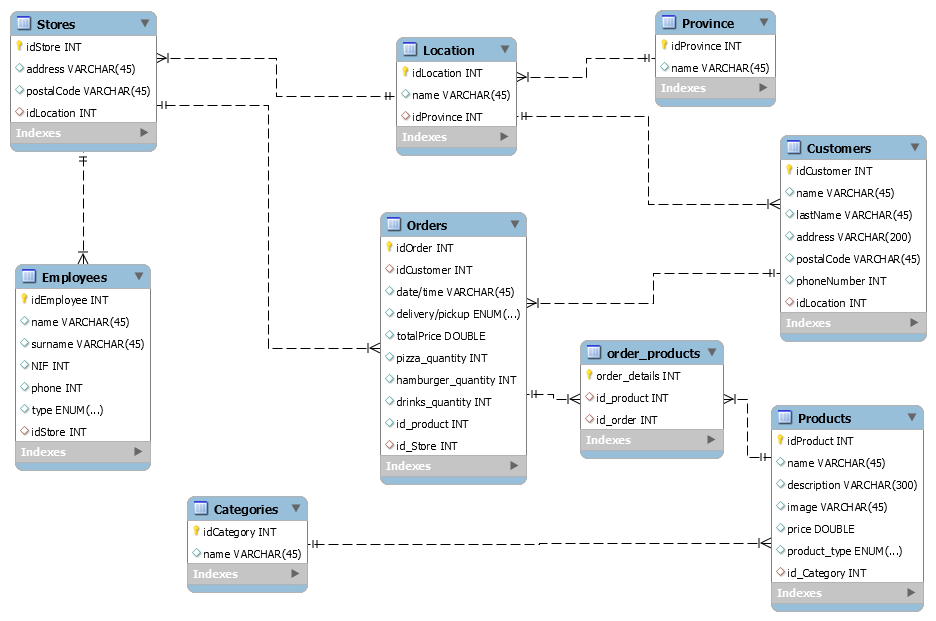 Stores
idStore INT
address VARCHAR(45)
postalCode VARCHAR(45)
idLocation INT
Indexes
Location
idLocation INT
name VARCHAR(45)
idProvince INT
Indexes
Province
idProvince INT
name VARCHAR(45)
Indexes
Customers
idCustomer INT
name VARCHAR(45)
lastName VARCHAR(45)
address VARCHAR(200)
postalCode VARCHAR(45)
phoneNumber INT
idLocation INT
Indexes
Employees
idEmployee INT
name VARCHAR(45)
surname VARCHAR(45)
NIF INT
phone INT
type ENUM(...)
idStore INT
Indexes
Orders
idOrder INT
idCustomer INT
date/time VARCHAR(45)
delivery/pickup ENUM(...)
totalPrice DOUBLE
pizza_quantity INT
hamburger_quantity INT
drinks_quantity INT
id_product INT
id_Store INT
Indexes
order_products
order_details INT
id_product INT
id_order INT
Indexes
Products
idProduct INT
name VARCHAR(45)
description VARCHAR(300)
image VARCHAR(45)
price DOUBLE
product_type ENUM(...)
id_Category INT
Indexes
Categories
idCategory INT
name VARCHAR(45)
Indexes